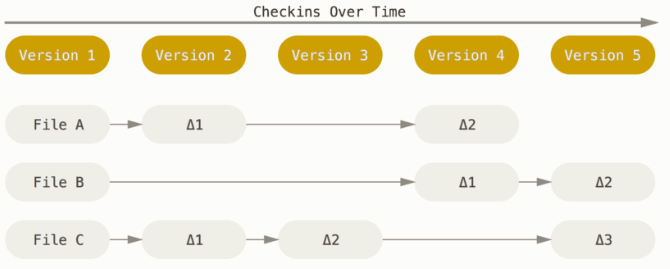 Checkins Over Time
Version 1 Version 2 Version 3 Version 4 Version 5
File A Δ1 Δ2
File B Δ1 Δ2
File C Δ1 Δ2 Δ3